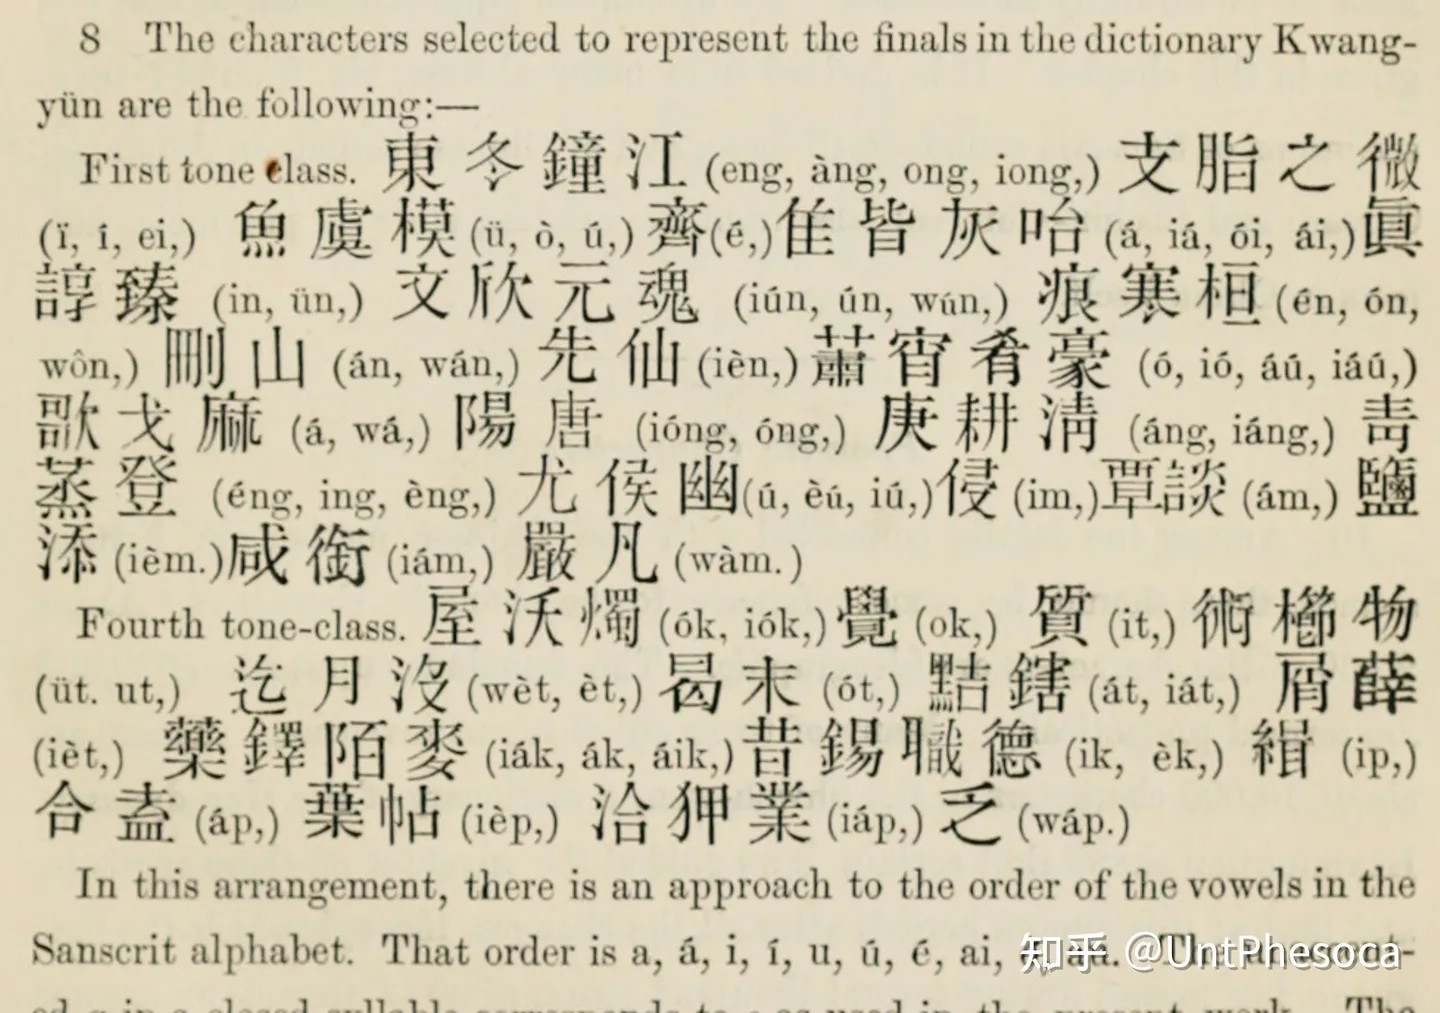 8 The characters selected to represent the finals in the dictionary Kwang-
yün are the following:—
First tone class. 東冬鐘江 (eng, àng, ong, iong,) 支脂之微
(ï, í, ei,) 魚虞模 (ü, ò, ú,) 齊 (é,) 佳皆灰咍 (á, iá, ói, ái,) 眞
諄臻 (in, ün,) 文欣元魂 (iún, ún, wún,) 痕寒桓 (én, ón,
wôn,) 刪山 (án, wán,) 先仙 (ièn,) 蕭宵肴豪 (ó, ió, áú, iáú,)
歌戈麻 (á, wá,) 陽唐 (ióng, óng,) 庚耕淸 (áng, iáng,) 靑
蒸登 (éng, ing, èng,) 尤侯幽 (ú, èú, iú,) 侵 (im,) 覃談 (ám,) 鹽
添 (ièm.) 咸銜 (iám,) 嚴凡 (wàm.)
Fourth tone-class. 屋沃燭 (ók, iók,) 覺 (ok,) 質 (it,) 術櫛物
(üt. ut,) 迄月沒 (wèt, èt,) 曷末 (ót,) 黠鎋 (át, iát,) 屑薛
(ièt,) 藥鐸陌麥 (iák, ák, áik,) 昔錫職德 (ik, èk,) 緝 (ip,)
合盍 (áp,) 葉帖 (ièp,) 洽狎業 (iáp,) 乏 (wáp.)
In this arrangement, there is an approach to the order of the vowels in the
Sanscrit alphabet. That order is a, á, i, í, u, ú, é, ai,
知乎 @UntPhesoca